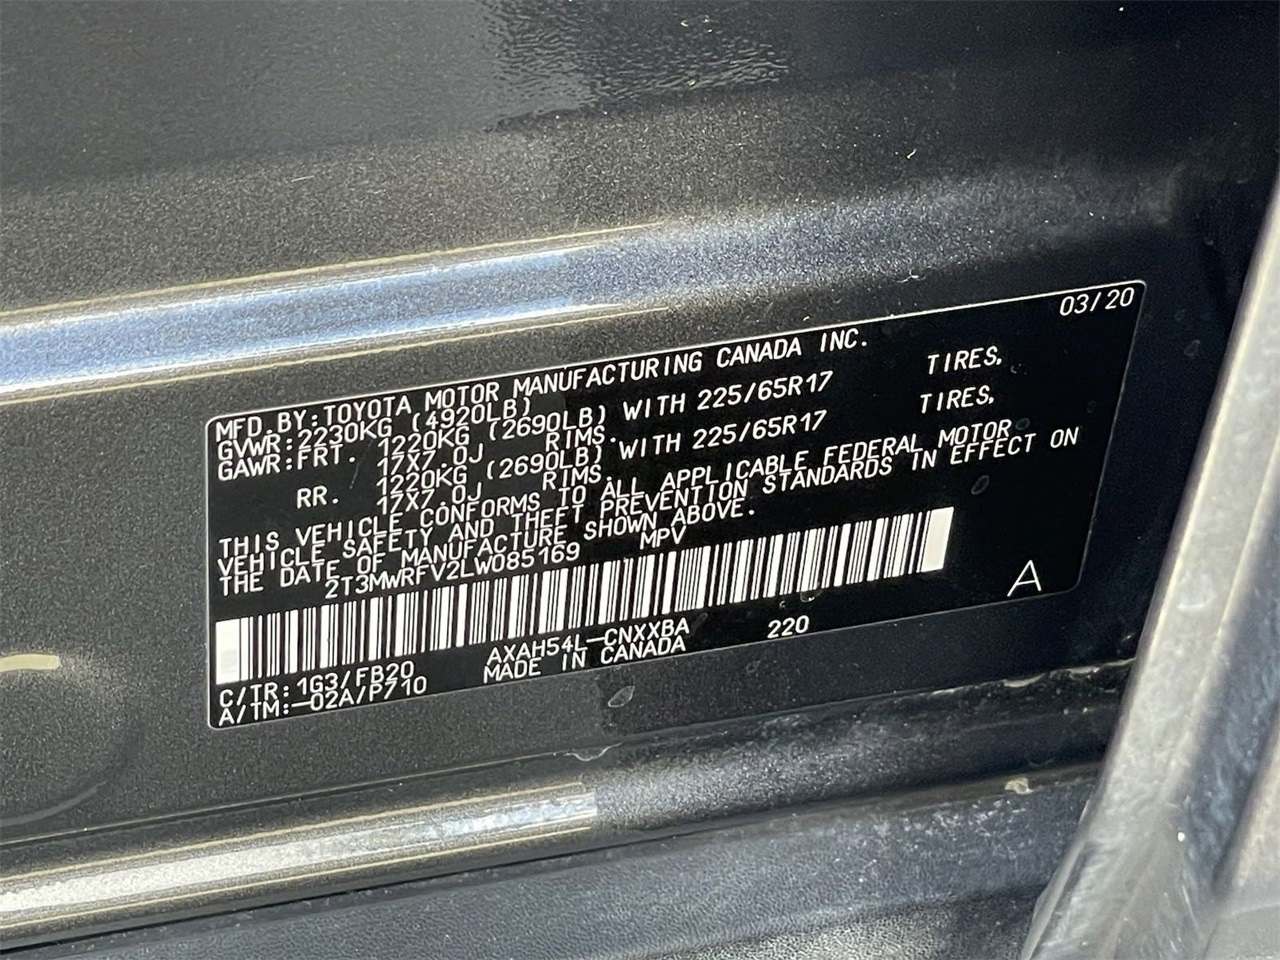 03/20
MFD.BY:TOYOTA MOTOR MANUFACTURING CANADA INC.
GVWR:2230KG (4920LB)
GAWR:FRT. 1220KG (2690LB) WITH 225/65R17 TIRES.
17X7.0J RIMS.
RR. 1220KG (2690LB) WITH 225/65R17 TIRES.
17X7.0J RIMS.
THIS VEHICLE CONFORMS TO ALL APPLICABLE FEDERAL MOTOR
VEHICLE SAFETY AND THEFT PREVENTION STANDARDS IN EFFECT ON
THE DATE OF MANUFACTURE SHOWN ABOVE.
2T3MWRFV2LW085169 MPV
A
C/TR:1G3/FB20 AXAH54L-CNXXBA 220
A/TM:-02A/P710 MADE IN CANADA